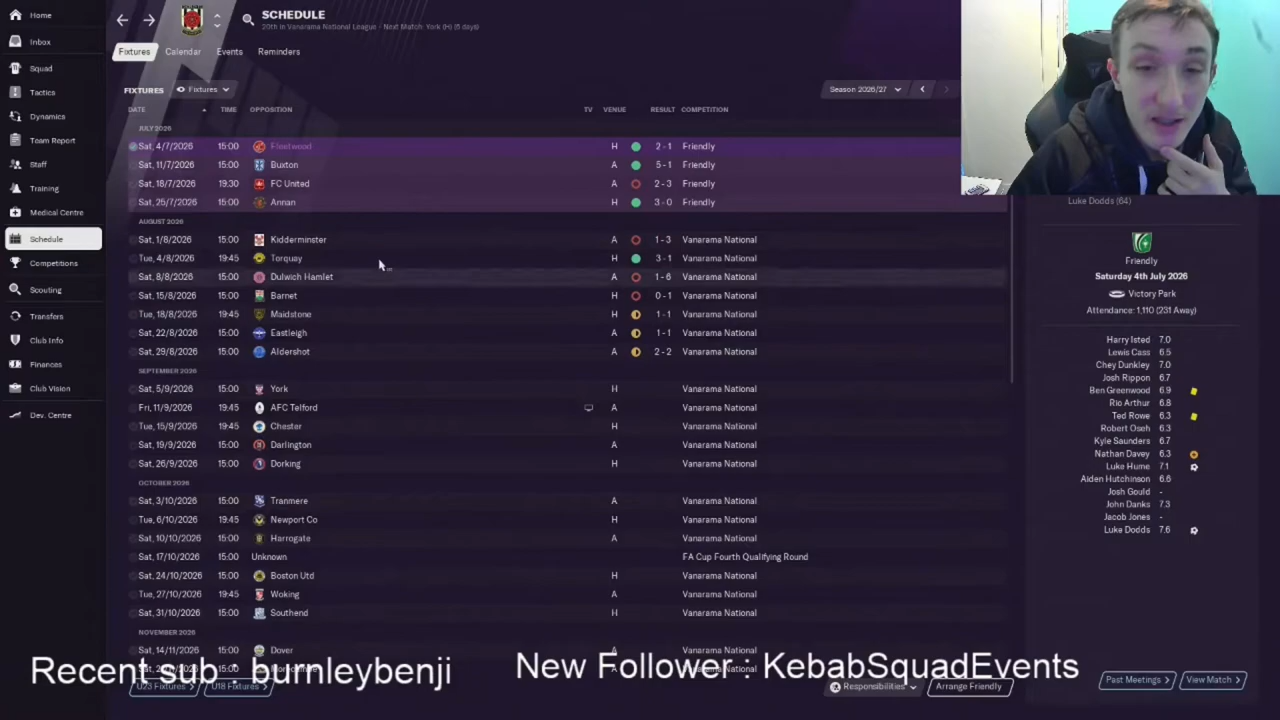 Home
Inbox
Squad
Tactics
Dynamics
Team Report
Staff
Training
Medical Centre
Schedule
Competitions
Scouting
Transfers
Club Info
Finances
Club Vision
Dev. Centre
SCHEDULE
20th in Vanarama National League - Next Match: York (H) (6 days)
Fixtures Calendar Events Reminders
FIXTURES Fixtures Season 2026/27
DATE TIME OPPOSITION TV VENUE RESULT COMPETITION
JULY 2026
Sat, 4/7/2026 15:00 Fleetwood H 2 - 1 Friendly
Sat, 11/7/2026 15:00 Buxton A 5 - 1 Friendly
Sat, 18/7/2026 19:30 FC United A 2 - 3 Friendly
Sat, 25/7/2026 15:00 Annan H 3 - 0 Friendly
AUGUST 2026
Sat, 1/8/2026 15:00 Kidderminster A 1 - 3 Vanarama National
Tue, 4/8/2026 19:45 Torquay H 3 - 1 Vanarama National
Sat, 8/8/2026 15:00 Dulwich Hamlet A 1 - 6 Vanarama National
Sat, 15/8/2026 15:00 Barnet H 0 - 1 Vanarama National
Tue, 18/8/2026 19:45 Maidstone H 1 - 1 Vanarama National
Sat, 22/8/2026 15:00 Eastleigh A 1 - 1 Vanarama National
Sat, 29/8/2026 15:00 Aldershot A 2 - 2 Vanarama National
SEPTEMBER 2026
Sat, 5/9/2026 15:00 York H Vanarama National
Fri, 11/9/2026 19:45 AFC Telford A Vanarama National
Tue, 15/9/2026 19:45 Chester H Vanarama National
Sat, 19/9/2026 15:00 Darlington A Vanarama National
Sat, 26/9/2026 15:00 Dorking H Vanarama National
OCTOBER 2026
Sat, 3/10/2026 15:00 Tranmere A Vanarama National
Tue, 6/10/2026 19:45 Newport Co H Vanarama National
Sat, 10/10/2026 15:00 Harrogate A Vanarama National
Sat, 17/10/2026 15:00 Unknown FA Cup Fourth Qualifying Round
Sat, 24/10/2026 15:00 Boston Utd H Vanarama National
Tue, 27/10/2026 19:45 Woking A Vanarama National
Sat, 31/10/2026 15:00 Southend H Vanarama National
NOVEMBER 2026
Sat, 14/11/2026 15:00 Dover A Vanarama National
15:00 Vanarama National
U23 Fixtures U18 Fixtures Responsibilities Arrange Friendly
Luke Dodds (64)
Friendly
Saturday 4th July 2026
Victory Park
Attendance: 1,110 (231 Away)
Harry Isted 7.0
Lewis Cass 6.5
Chey Dunkley 7.0
Josh Rippon 6.7
Ben Greenwood 6.9
Rio Arthur 6.8
Ted Rowe 6.3
Robert Oseh 6.3
Kyle Saunders 6.7
Nathan Davey 6.3
Luke Hume 7.1
Aiden Hutchinson 6.6
Josh Gould -
John Danks 7.3
Jacob Jones -
Luke Dodds 7.6
Past Meetings View Match
Recent sub : burnleybenji
New Follower : KebabSquadEvents